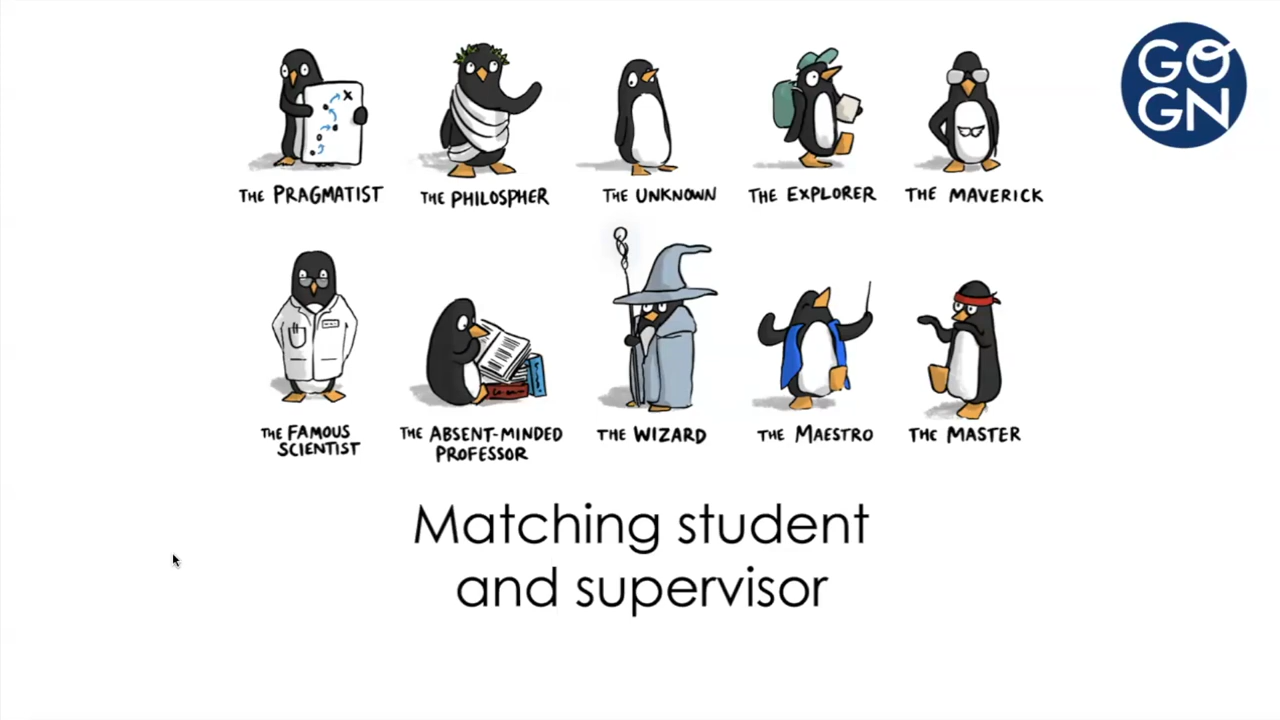 GO
GN
THE PRAGMATIST
THE PHILOSPHER
THE UNKNOWN
THE EXPLORER
THE MAVERICK
THE FAMOUS
SCIENTIST
THE ABSENT-MINDED
PROFESSOR
THE WIZARD
THE MAESTRO
THE MASTER
Matching student
and supervisor